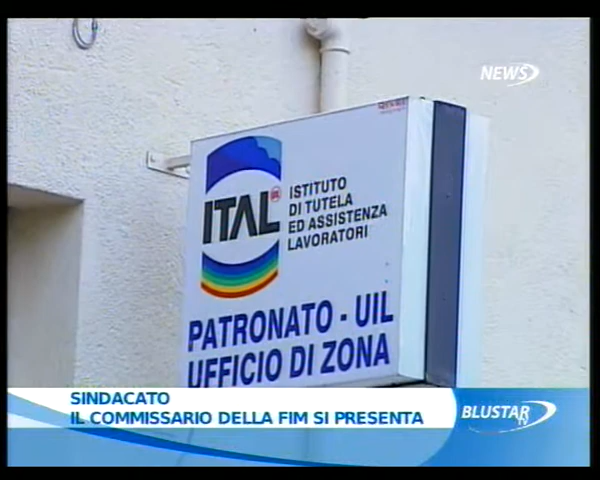 NEWS
ITAL
UIL
ISTITUTO
DI TUTELA
ED ASSISTENZA
LAVORATORI
PATRONATO - UIL
UFFICIO DI ZONA
SINDACATO
IL COMMISSARIO DELLA FIM SI PRESENTA
BLUSTAR
TV